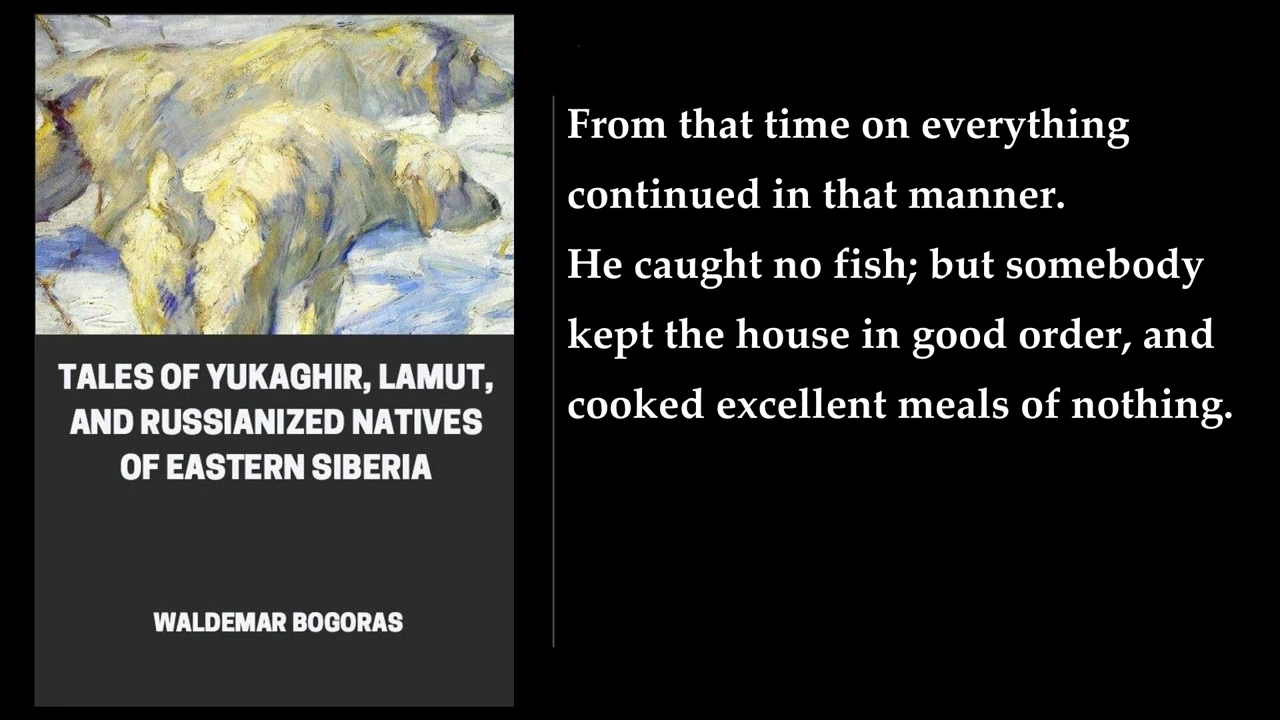 TALES OF YUKAGHIR, LAMUT,
AND RUSSIANIZED NATIVES
OF EASTERN SIBERIA
WALDEMAR BOGORAS
From that time on everything
continued in that manner.
He caught no fish; but somebody
kept the house in good order, and
cooked excellent meals of nothing.